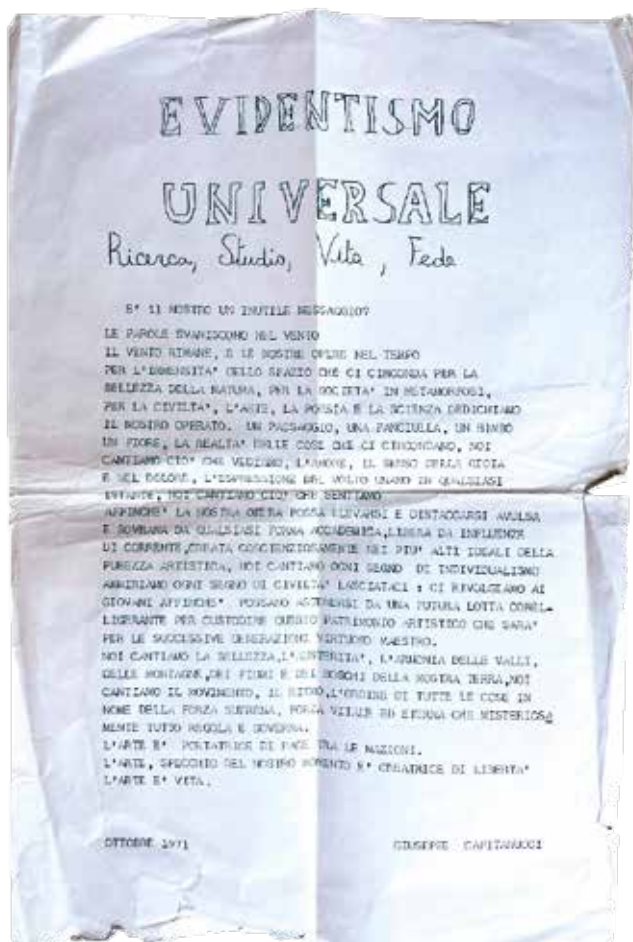 EVIDENTISMO
UNIVERSALE
Ricerca, Studio, Vita, Fede
E' Il NOSTRO UN INUTILE MESSAGGIO?
LE PAROLE SVANISCONO NEL VENTO
IL VENTO RIMANE, E LE NOSTRE OPERE NEL TEMPO
PER L'IMMENSITA' DELLO SPAZIO CHE CI CIRCONDA PER LA
BELLEZZA DELLA NATURA, PER LA SOCIETA' IN METAMORFOSI,
PER LA CIVILTA', L'ARTE, LA POESIA E LA SCIENZA DEDICHIAMO
IL NOSTRO OPERATO. UN PAESAGGIO, UNA FANCIULLA, UN BIMBO
UN FIORE, LA REALTA' DELLE COSE CHE CI CIRCONDANO, NOI
CANTIAMO CIO' CHE VEDIAMO, L'AMORE, IL SENSO DELLA GIOIA
E DEL DOLORE, L'ESPRESSIONE DEL VOLTO UMANO IN QUALSIASI
ISTANTE, NOI CANTIAMO CIO' CHE SENTIAMO
AFFINCHE' LA NOSTRA OPERA POSSA ELEVARSI E DISTACCARSI AVULSA
E SOVRANA DA QUALSIASI FORMA ACCADEMICA, LIBERA DA INFLUENZE
DI CORRENTE, CREATA COSCIENZIOSAMENTE NEI PIU' ALTI IDEALI DELLA
PUREZZA ARTISTICA, NOI CANTIAMO OGNI SEGNO DI INDIVIDUALISMO
AMMIRIAMO OGNI SEGNO DI CIVILTA' LASCIATACI : CI RIVOLGIAMO AI
GIOVANI AFFINCHE' POSSANO ASTENERSI DA UNA FUTURA LOTTA
PER CUSTODIRE QUESTO PATRIMONIO ARTISTICO CHE SARA'
PER LE SUCCESSIVE GENERAZIONI VIRTUOSO MAESTRO.
NOI CANTIAMO LA BELLEZZA, L'ARMONIA DELLE VALLI,
DELLE MONTAGNE, DEI FIUMI E DEI BOSCHI DELLA NOSTRA TERRA, NOI
CANTIAMO IL MOVIMENTO, IL RITMO, L'ORDINE DI TUTTE LE COSE IN
NOME DELLA FORZA SUPREMA, FORZA VITALE ED ETERNA CHE MISTERIOSA
MENTE TUTTO REGOLA E GOVERNA.
L'ARTE E' PORTATRICE DI PACE TRA LE NAZIONI.
L'ARTE, SPECCHIO DEL NOSTRO MOMENTO E' CREATRICE DI LIBERTA'
L'ARTE E' VITA.
OTTOBRE 1971 GIUSEPPE CAPITANUCCI